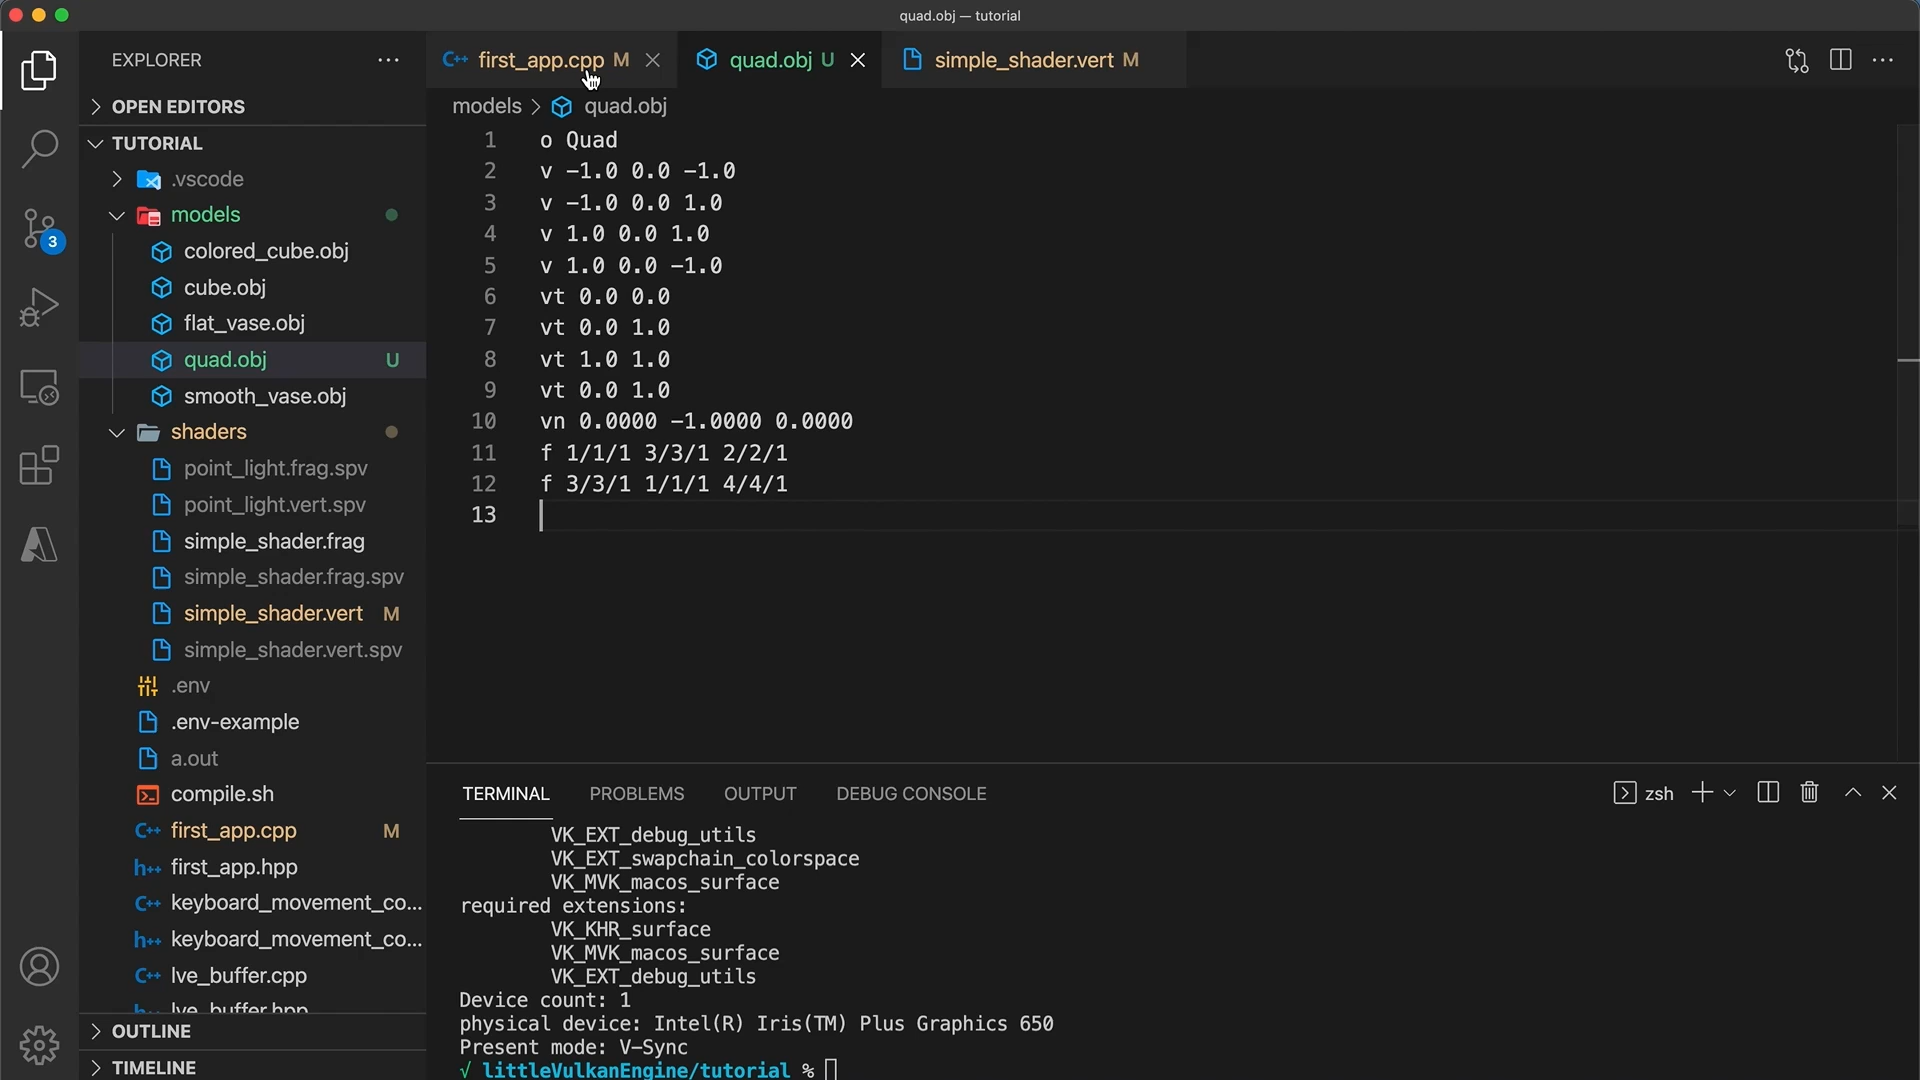 quad.obj — tutorial
EXPLORER
first_app.cpp M
quad.obj U
simple_shader.vert M
OPEN EDITORS
models > quad.obj
TUTORIAL
.vscode
models
colored_cube.obj
cube.obj
flat_vase.obj
quad.obj U
smooth_vase.obj
shaders
point_light.frag.spv
point_light.vert.spv
simple_shader.frag
simple_shader.frag.spv
simple_shader.vert M
simple_shader.vert.spv
.env
.env-example
a.out
compile.sh
C++ first_app.cpp M
h++ first_app.hpp
C++ keyboard_movement_co...
h++ keyboard_movement_co...
C++ lve_buffer.cpp
h++ lve_buffer.hpp
OUTLINE
TIMELINE
3
1 o Quad
2 v -1.0 0.0 -1.0
3 v -1.0 0.0 1.0
4 v 1.0 0.0 1.0
5 v 1.0 0.0 -1.0
6 vt 0.0 0.0
7 vt 0.0 1.0
8 vt 1.0 1.0
9 vt 0.0 1.0
10 vn 0.0000 -1.0000 0.0000
11 f 1/1/1 3/3/1 2/2/1
12 f 3/3/1 1/1/1 4/4/1
13
TERMINAL PROBLEMS OUTPUT DEBUG CONSOLE
zsh
VK_EXT_debug_utils
VK_EXT_swapchain_colorspace
VK_MVK_macos_surface
required extensions:
VK_KHR_surface
VK_MVK_macos_surface
VK_EXT_debug_utils
Device count: 1
physical device: Intel(R) Iris(TM) Plus Graphics 650
Present mode: V-Sync
√ littleVulkanEngine/tutorial %